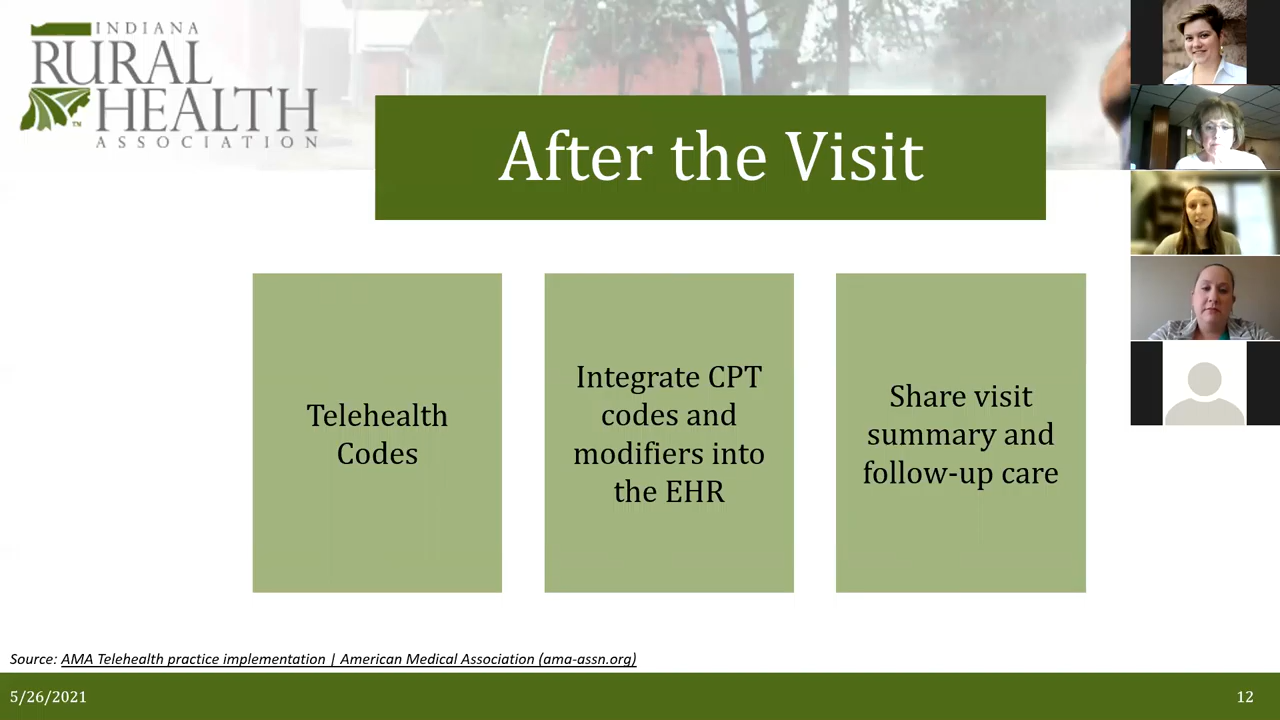 INDIANA
RURAL
HEALTH
ASSOCIATION
TM
After the Visit
Telehealth
Codes
Integrate CPT
codes and
modifiers into
the EHR
Share visit
summary and
follow-up care
Source: AMA Telehealth practice implementation | American Medical Association (ama-assn.org)
5/26/2021
12